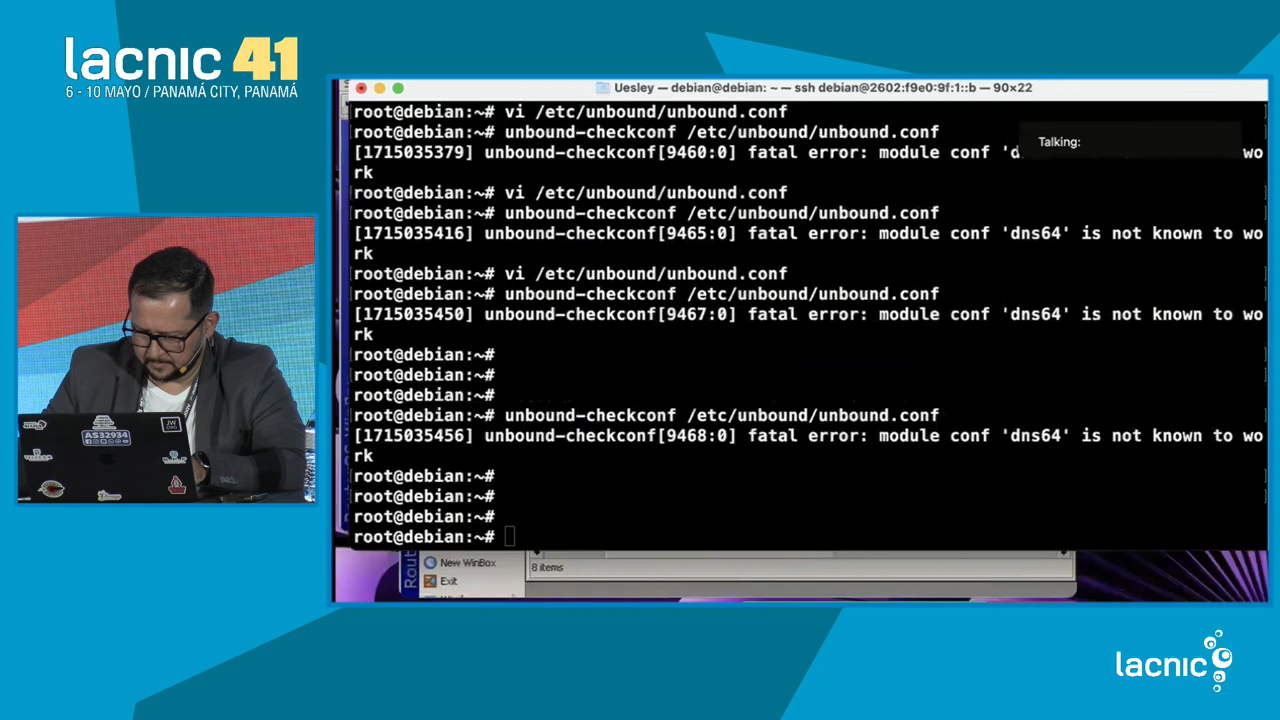 lacnic 41
6 - 10 MAYO / PANAMÁ CITY, PANAMÁ
Uesley — debian@debian: ~ — ssh debian@2602:f9e0:9f:1::b — 90×22
root@debian:~# vi /etc/unbound/unbound.conf
root@debian:~# unbound-checkconf /etc/unbound/unbound.conf
[1715035379] unbound-checkconf[9460:0] fatal error: module conf 'd wo
rk
Talking:
root@debian:~# vi /etc/unbound/unbound.conf
root@debian:~# unbound-checkconf /etc/unbound/unbound.conf
[1715035416] unbound-checkconf[9465:0] fatal error: module conf 'dns64' is not known to wo
rk
root@debian:~# vi /etc/unbound/unbound.conf
root@debian:~# unbound-checkconf /etc/unbound/unbound.conf
[1715035450] unbound-checkconf[9467:0] fatal error: module conf 'dns64' is not known to wo
rk
root@debian:~#
root@debian:~#
root@debian:~#
root@debian:~# unbound-checkconf /etc/unbound/unbound.conf
[1715035456] unbound-checkconf[9468:0] fatal error: module conf 'dns64' is not known to wo
rk
root@debian:~#
root@debian:~#
root@debian:~#
root@debian:~#
New WinBox
Exit
8 items
AS32934
JW
lacnic